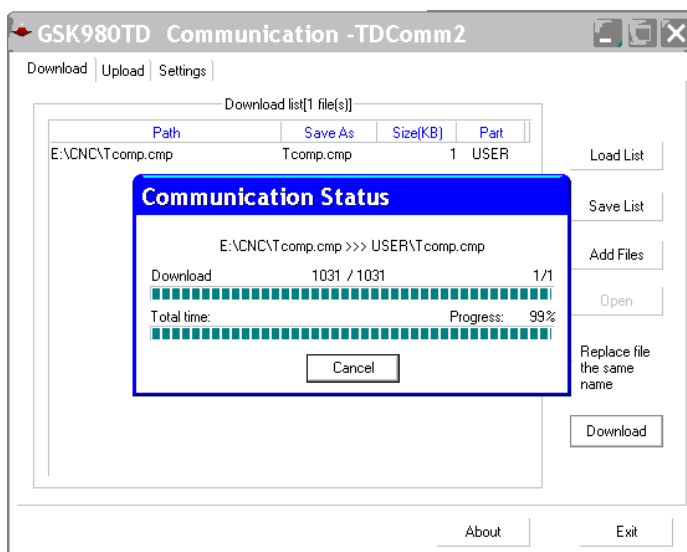 GSK980TD Communication -TDComm2
Download Upload Settings
Download list[1 file(s)]
Path Save As Size(KB) Part
E:\CNC\Tcomp.cmp Tcomp.cmp 1 USER
Load List
Save List
Add Files
Open
Replace file
the same
name
Download
Communication Status
E:\CNC\Tcomp.cmp >>> USER\Tcomp.cmp
Download 1031 / 1031 1/1
Total time: Progress: 99%
Cancel
About Exit